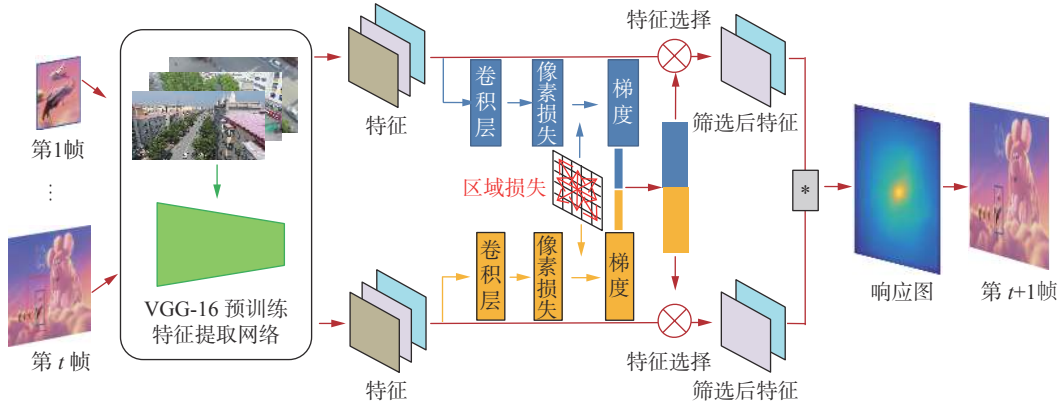 第1帧
⋮
第 t 帧
VGG-16 预训练
特征提取网络
特征
卷积层
像素损失
梯度
特征选择
筛选后特征
区域损失
特征
卷积层
像素损失
梯度
特征选择
筛选后特征
*
响应图
第 t+1帧